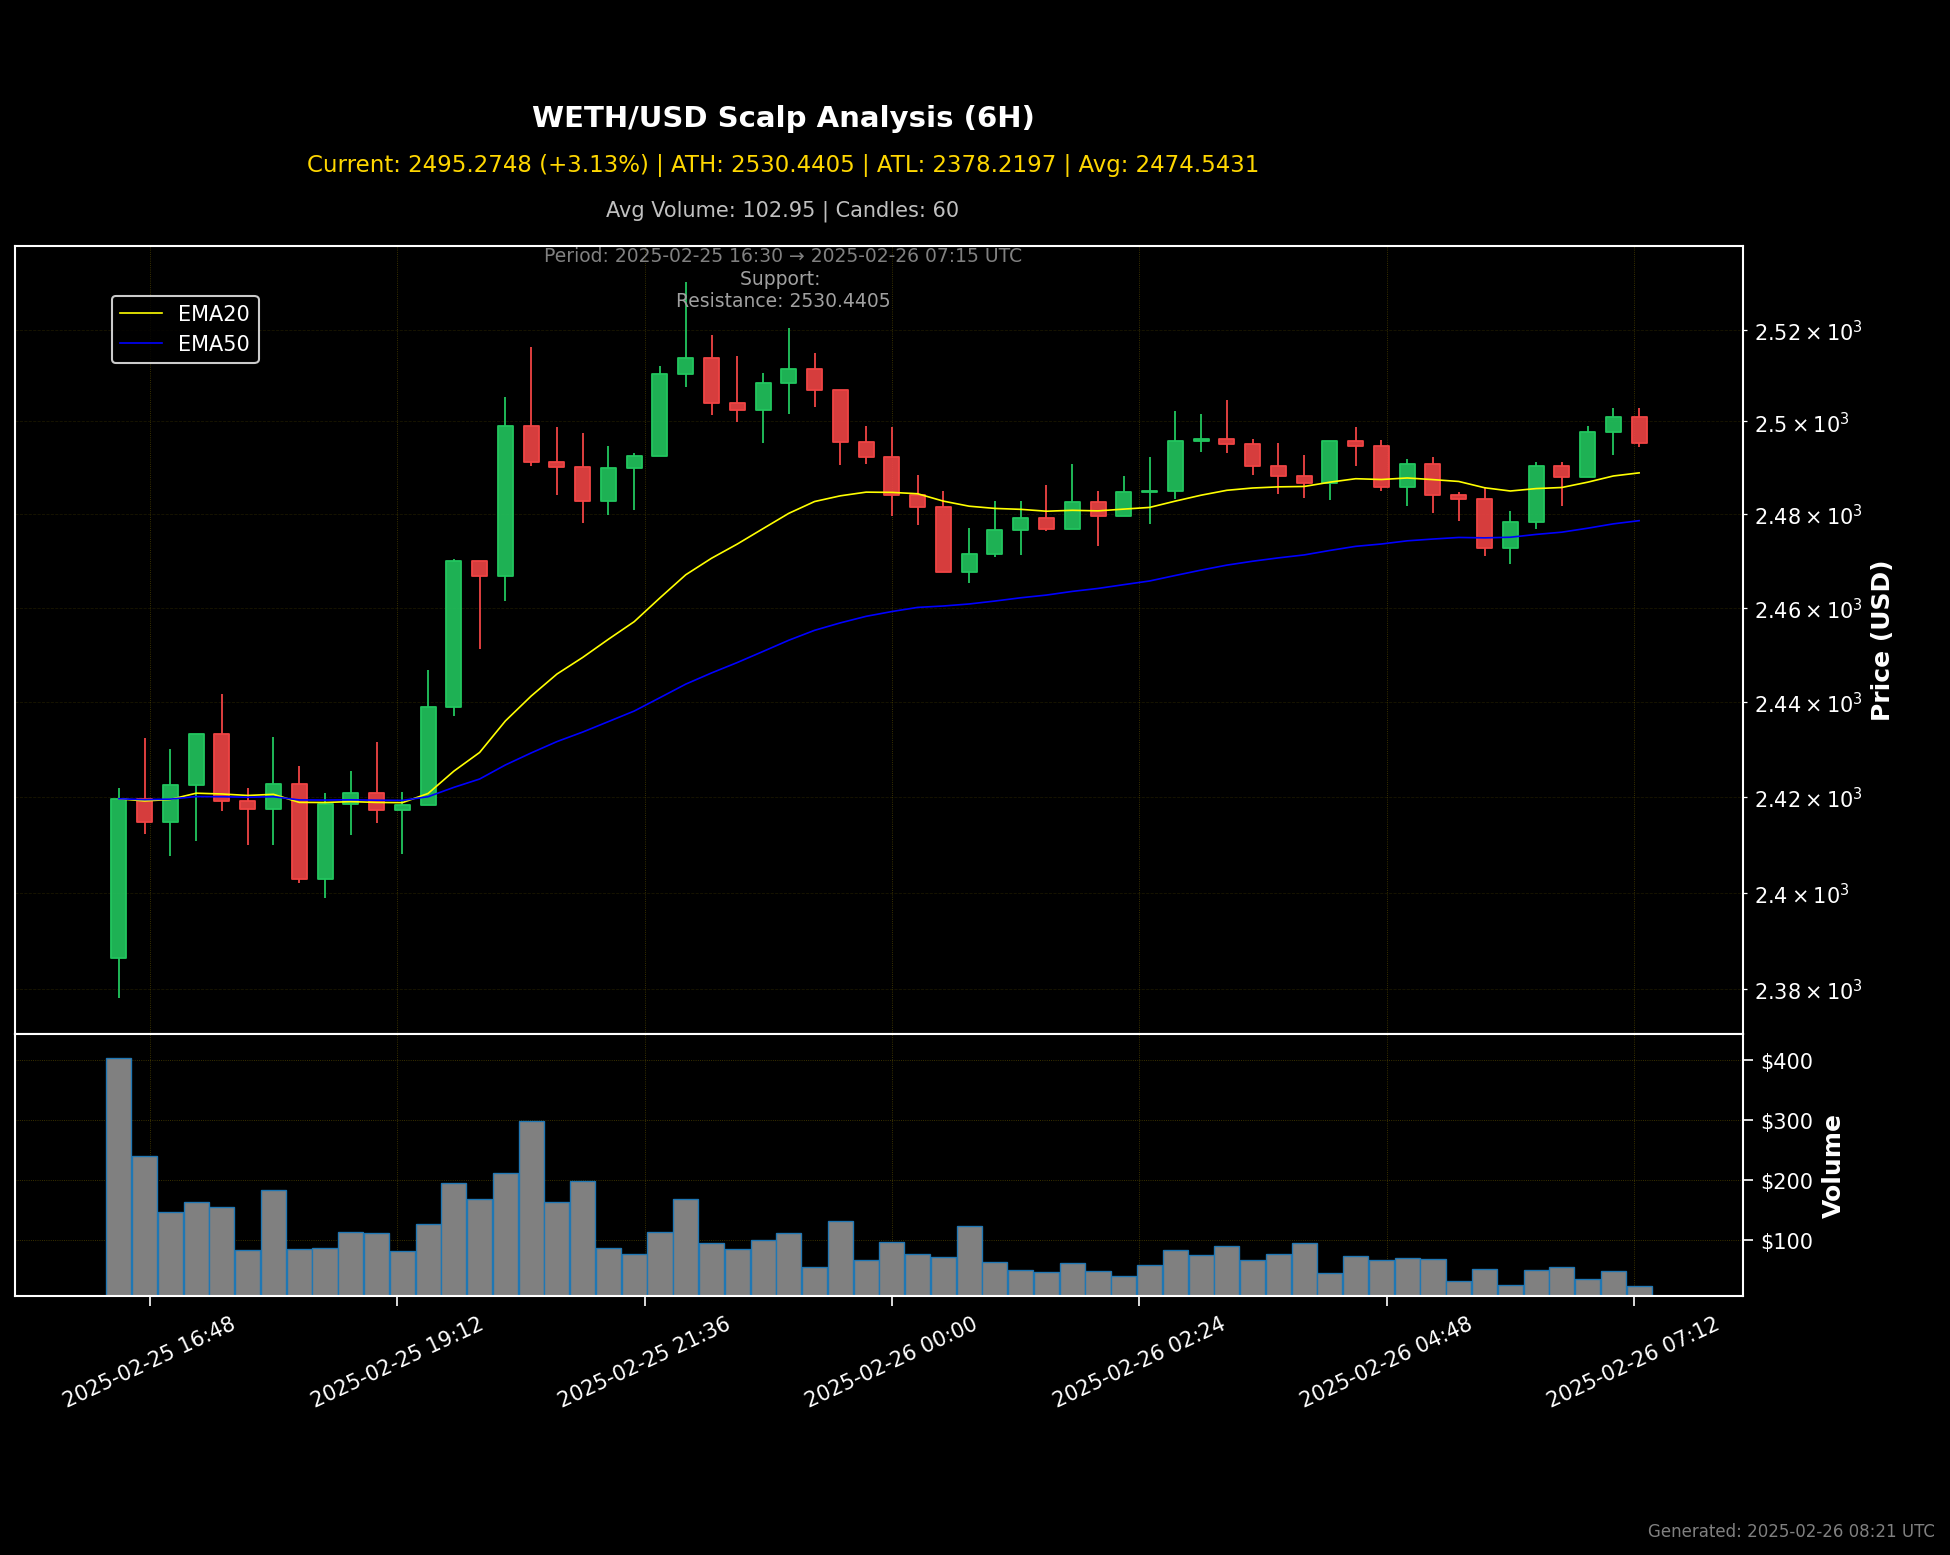 WETH/USD Scalp Analysis (6H)
Current: 2495.2748 (+3.13%) | ATH: 2530.4405 | ATL: 2378.2197 | Avg: 2474.5431
Avg Volume: 102.95 | Candles: 60
Period: 2025-02-25 16:30 → 2025-02-26 07:15 UTC
Support:
Resistance: 2530.4405
EMA20
EMA50
2.52 × 10³
2.5 × 10³
2.48 × 10³
2.46 × 10³
2.44 × 10³
2.42 × 10³
2.4 × 10³
2.38 × 10³
Price (USD)
$400
$300
$200
$100
Volume
2025-02-25 16:48
2025-02-25 19:12
2025-02-25 21:36
2025-02-26 00:00
2025-02-26 02:24
2025-02-26 04:48
2025-02-26 07:12
Generated: 2025-02-26 08:21 UTC